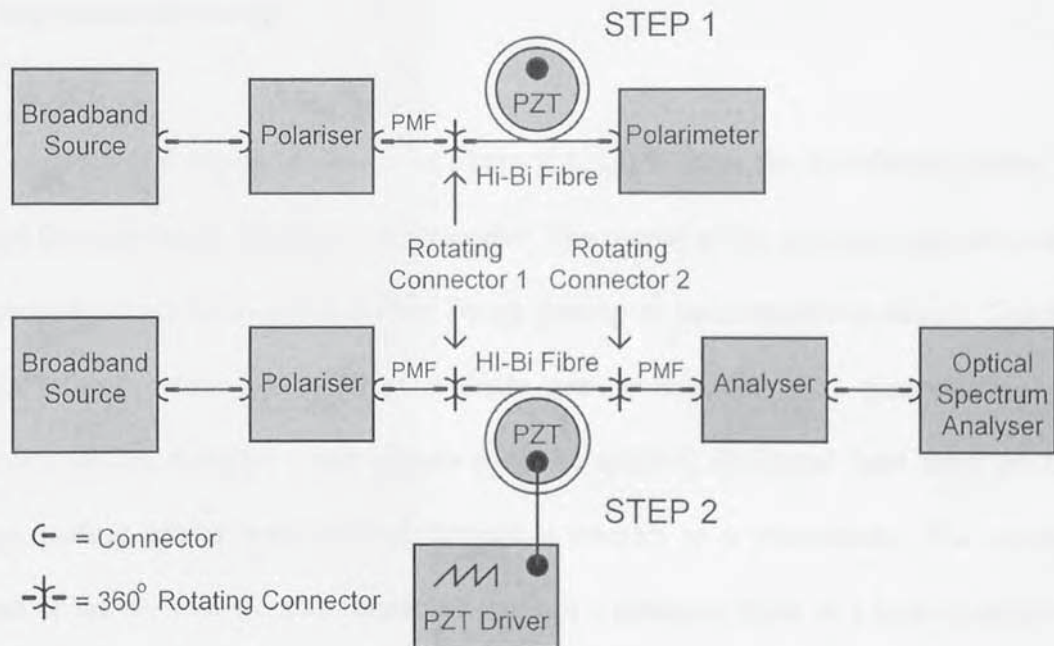 STEP 1
Broadband
Source
Polariser
PMF
PZT
Polarimeter
Hi-Bi Fibre
Rotating
Connector 1
Rotating
Connector 2
Broadband
Source
Polariser
PMF
HI-Bi Fibre
PMF
Analyser
Optical
Spectrum
Analyser
PZT
STEP 2
= Connector
= 360° Rotating Connector
PZT Driver